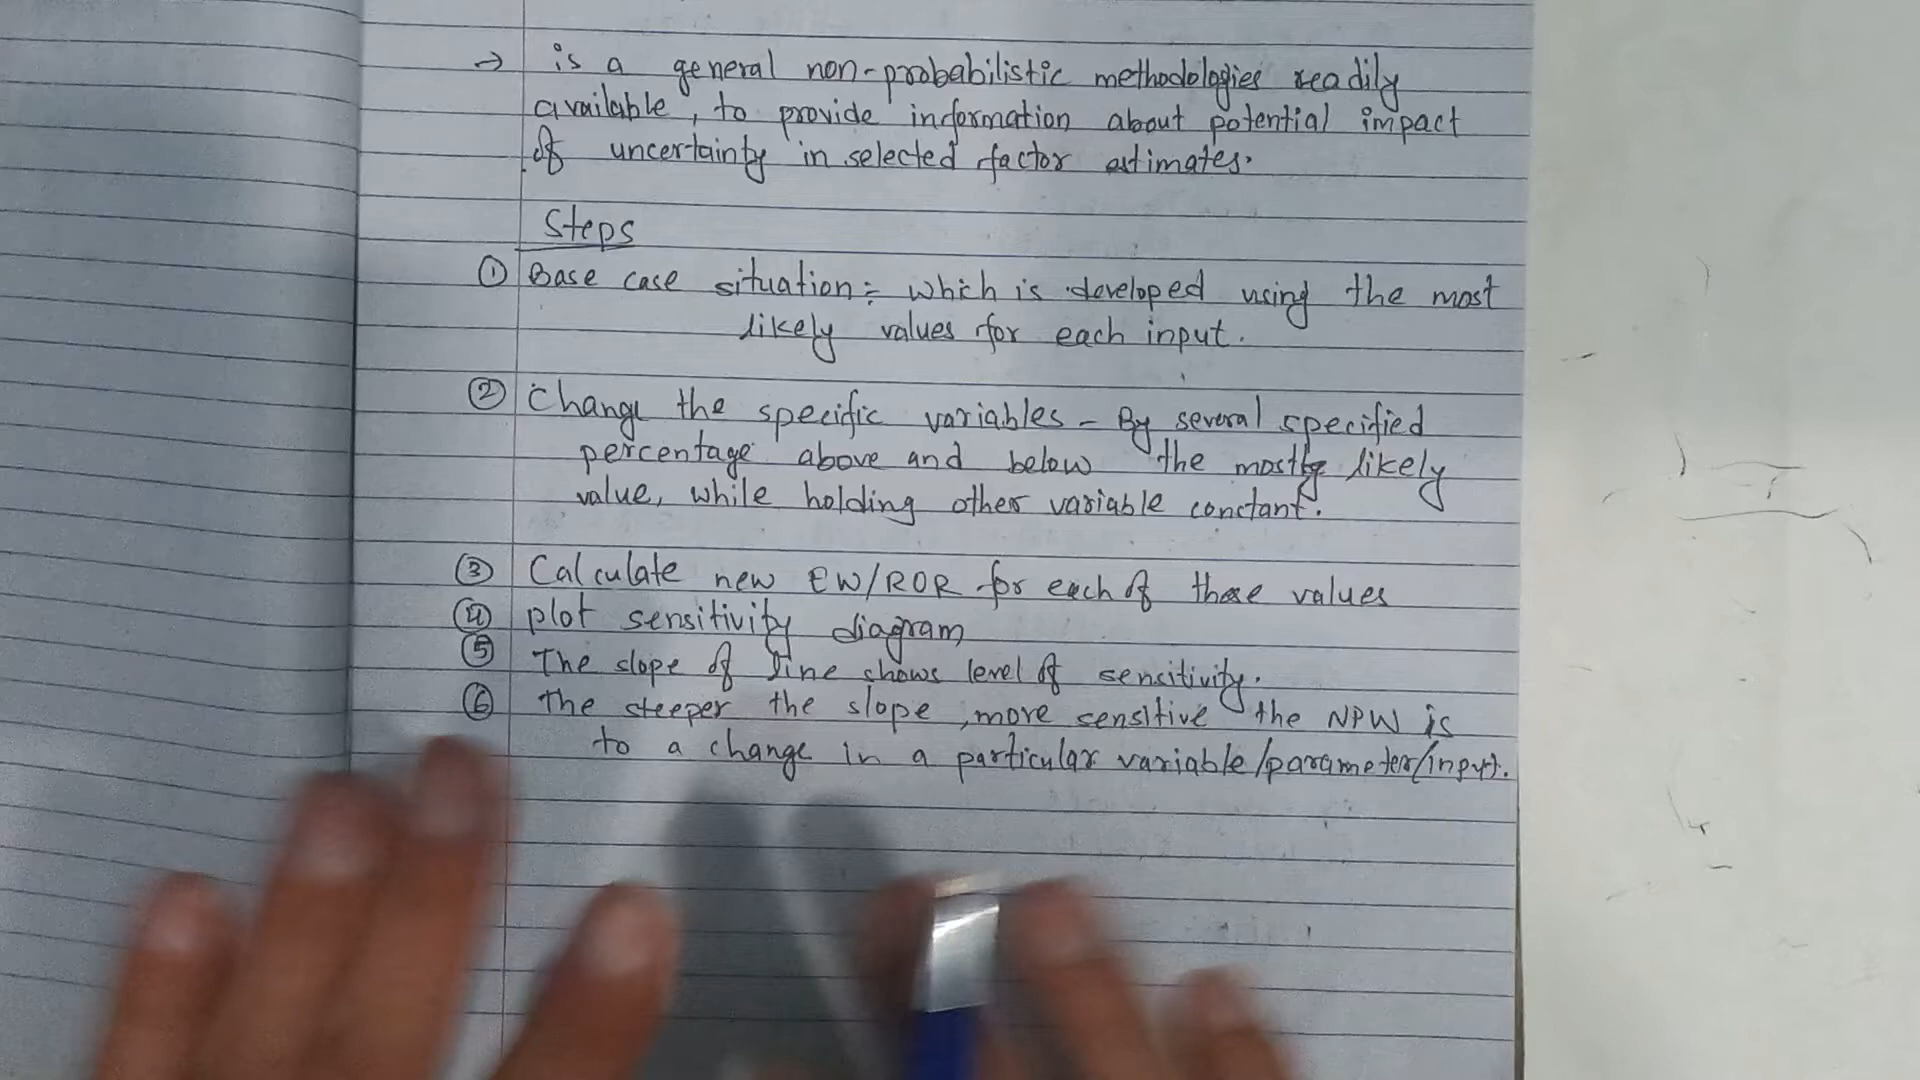 → is a general non-probabilistic methodologies readily
available, to provide information about potential impact
of uncertainty in selected factor estimates.
Steps
① Base case situation:- which is developed using the most
likely values for each input.
② Change the specific variables - By several specified
percentage above and below the mostly likely
value, while holding other variable constant.
③ Calculate new EW/ROR for each of these values
④ plot sensitivity diagram
⑤ The slope of line shows level of sensitivity.
⑥ The steeper the slope, more sensitive the NPW is
to a change in a particular variable/parameter/input.